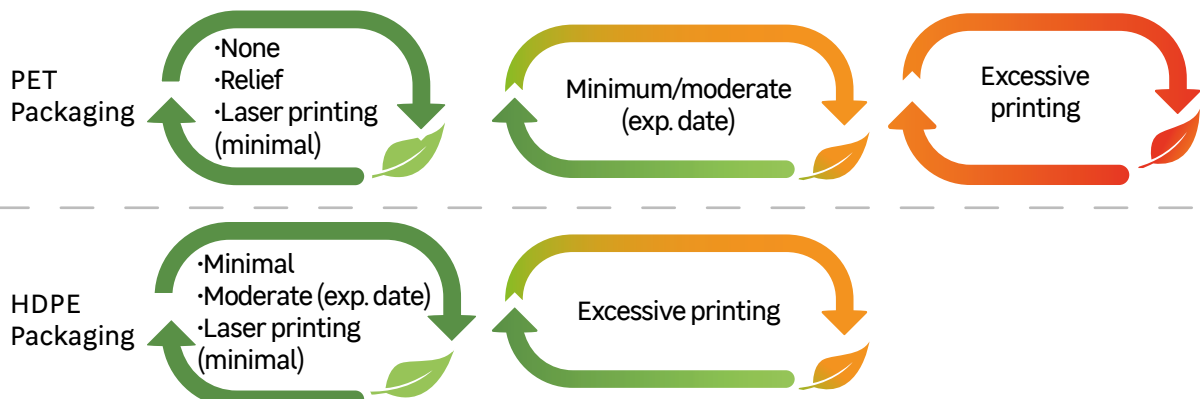 PET
Packaging
·None
·Relief
·Laser printing
(minimal)
Minimum/moderate
(exp. date)
Excessive
printing
HDPE
Packaging
·Minimal
·Moderate (exp. date)
·Laser printing
(minimal)
Excessive printing